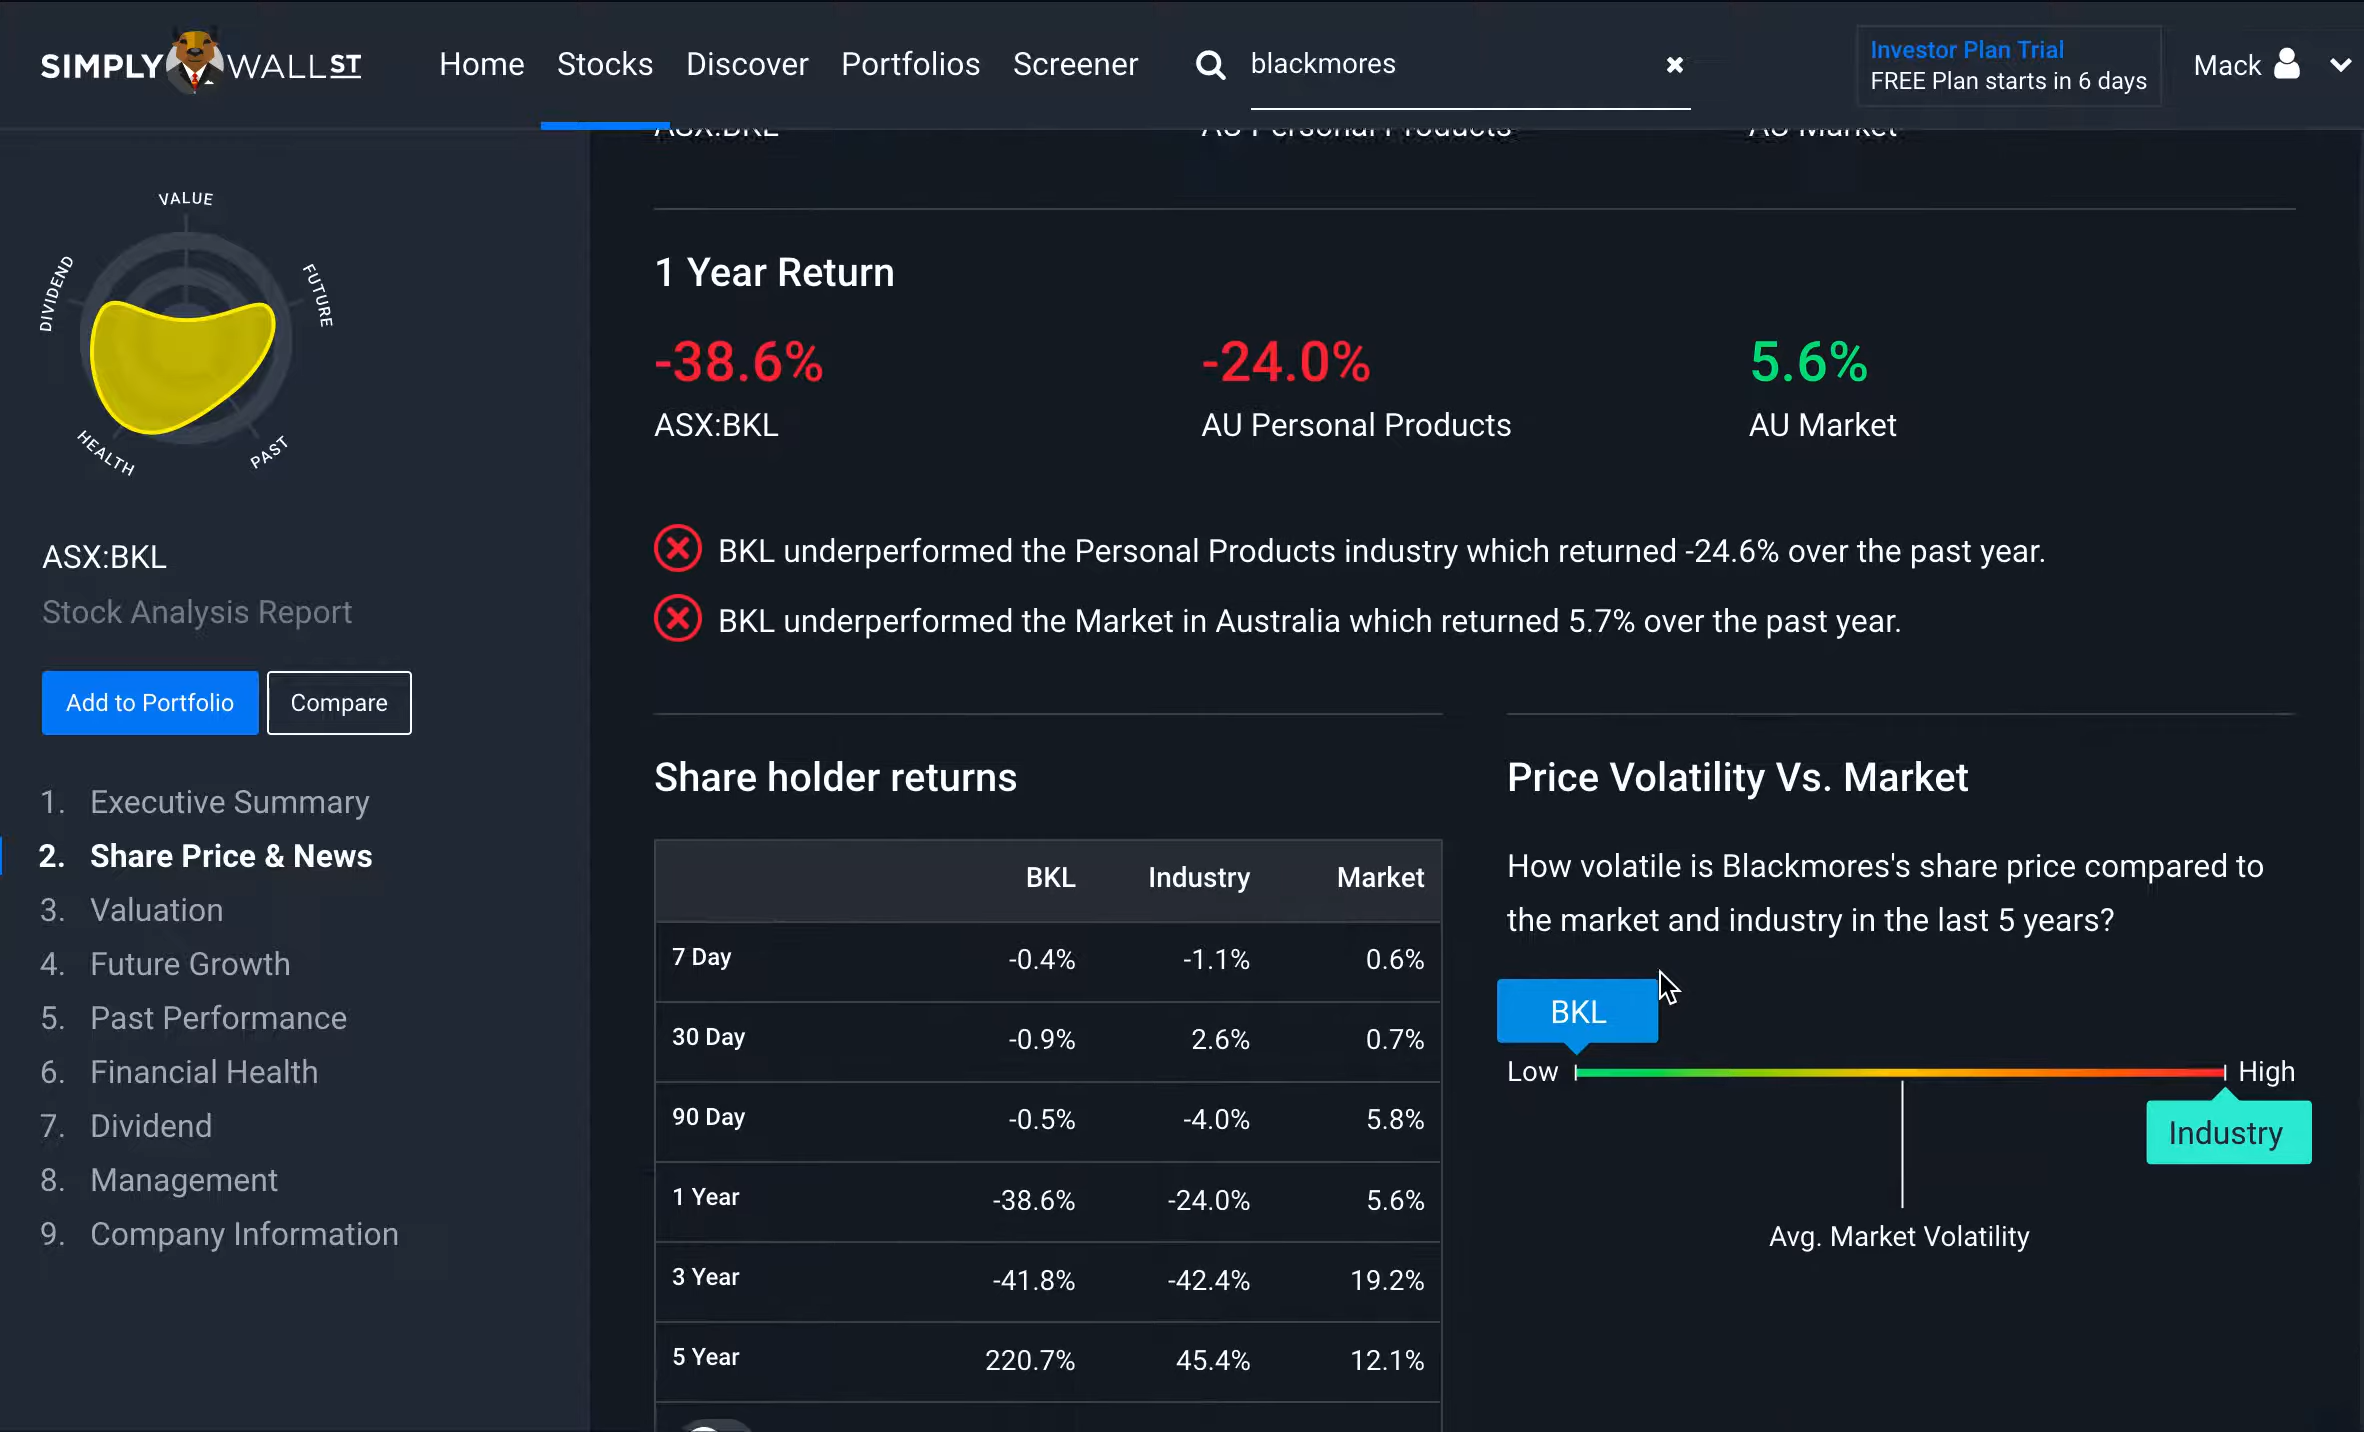 SIMPLY WALL ST
Home Stocks Discover Portfolios Screener
blackmores
Investor Plan Trial
FREE Plan starts in 6 days
Mack
ASX:BKL AU Personal Products AU Market
VALUE
FUTURE
PAST
HEALTH
DIVIDEND
ASX:BKL
Stock Analysis Report
Add to Portfolio Compare
1. Executive Summary
2. Share Price & News
3. Valuation
4. Future Growth
5. Past Performance
6. Financial Health
7. Dividend
8. Management
9. Company Information
1 Year Return
-38.6% -24.0% 5.6%
ASX:BKL AU Personal Products AU Market
BKL underperformed the Personal Products industry which returned -24.6% over the past year.
BKL underperformed the Market in Australia which returned 5.7% over the past year.
Share holder returns
BKL Industry Market
7 Day -0.4% -1.1% 0.6%
30 Day -0.9% 2.6% 0.7%
90 Day -0.5% -4.0% 5.8%
1 Year -38.6% -24.0% 5.6%
3 Year -41.8% -42.4% 19.2%
5 Year 220.7% 45.4% 12.1%
Price Volatility Vs. Market
How volatile is Blackmores's share price compared to
the market and industry in the last 5 years?
BKL
Low High
Industry
Avg. Market Volatility